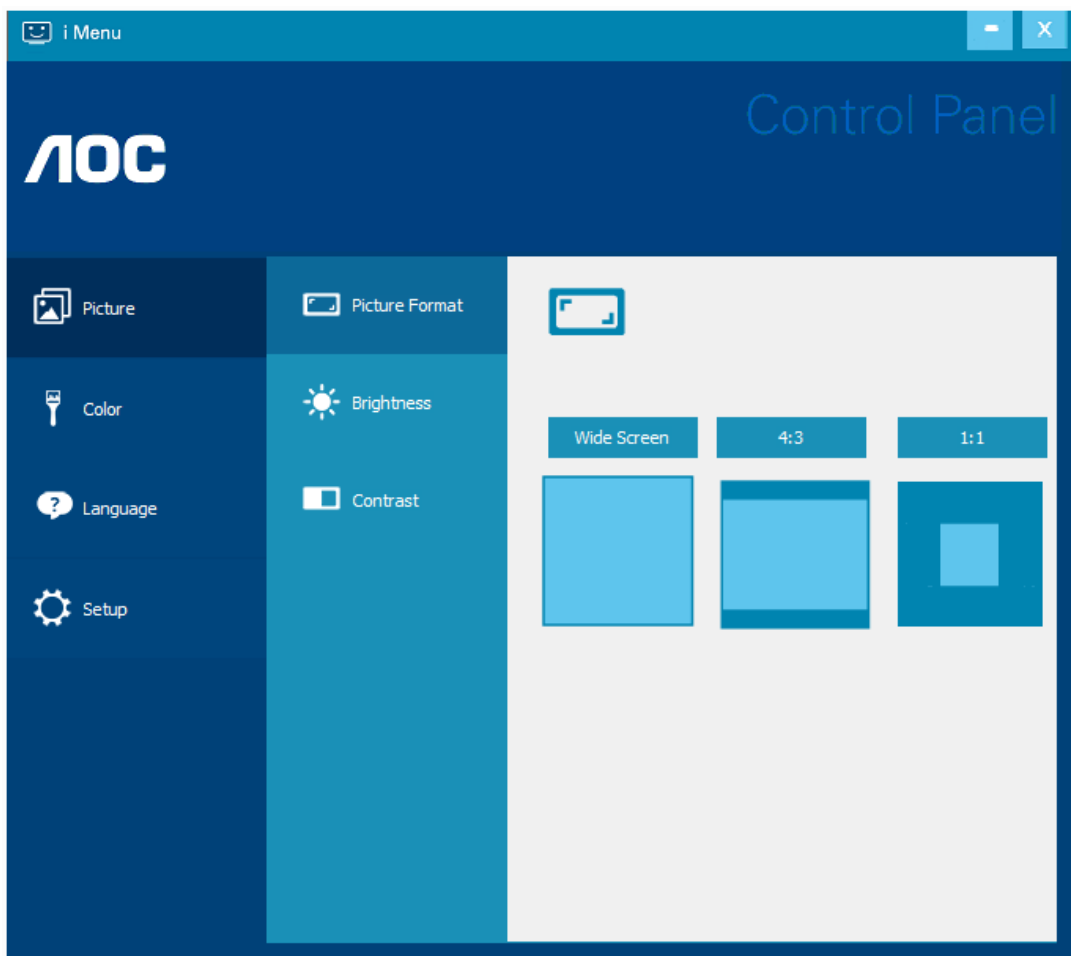 i Menu
- X
Control Panel
AOC
Picture
Color
Language
Setup
Picture Format
Brightness
Contrast
Wide Screen 4:3 1:1